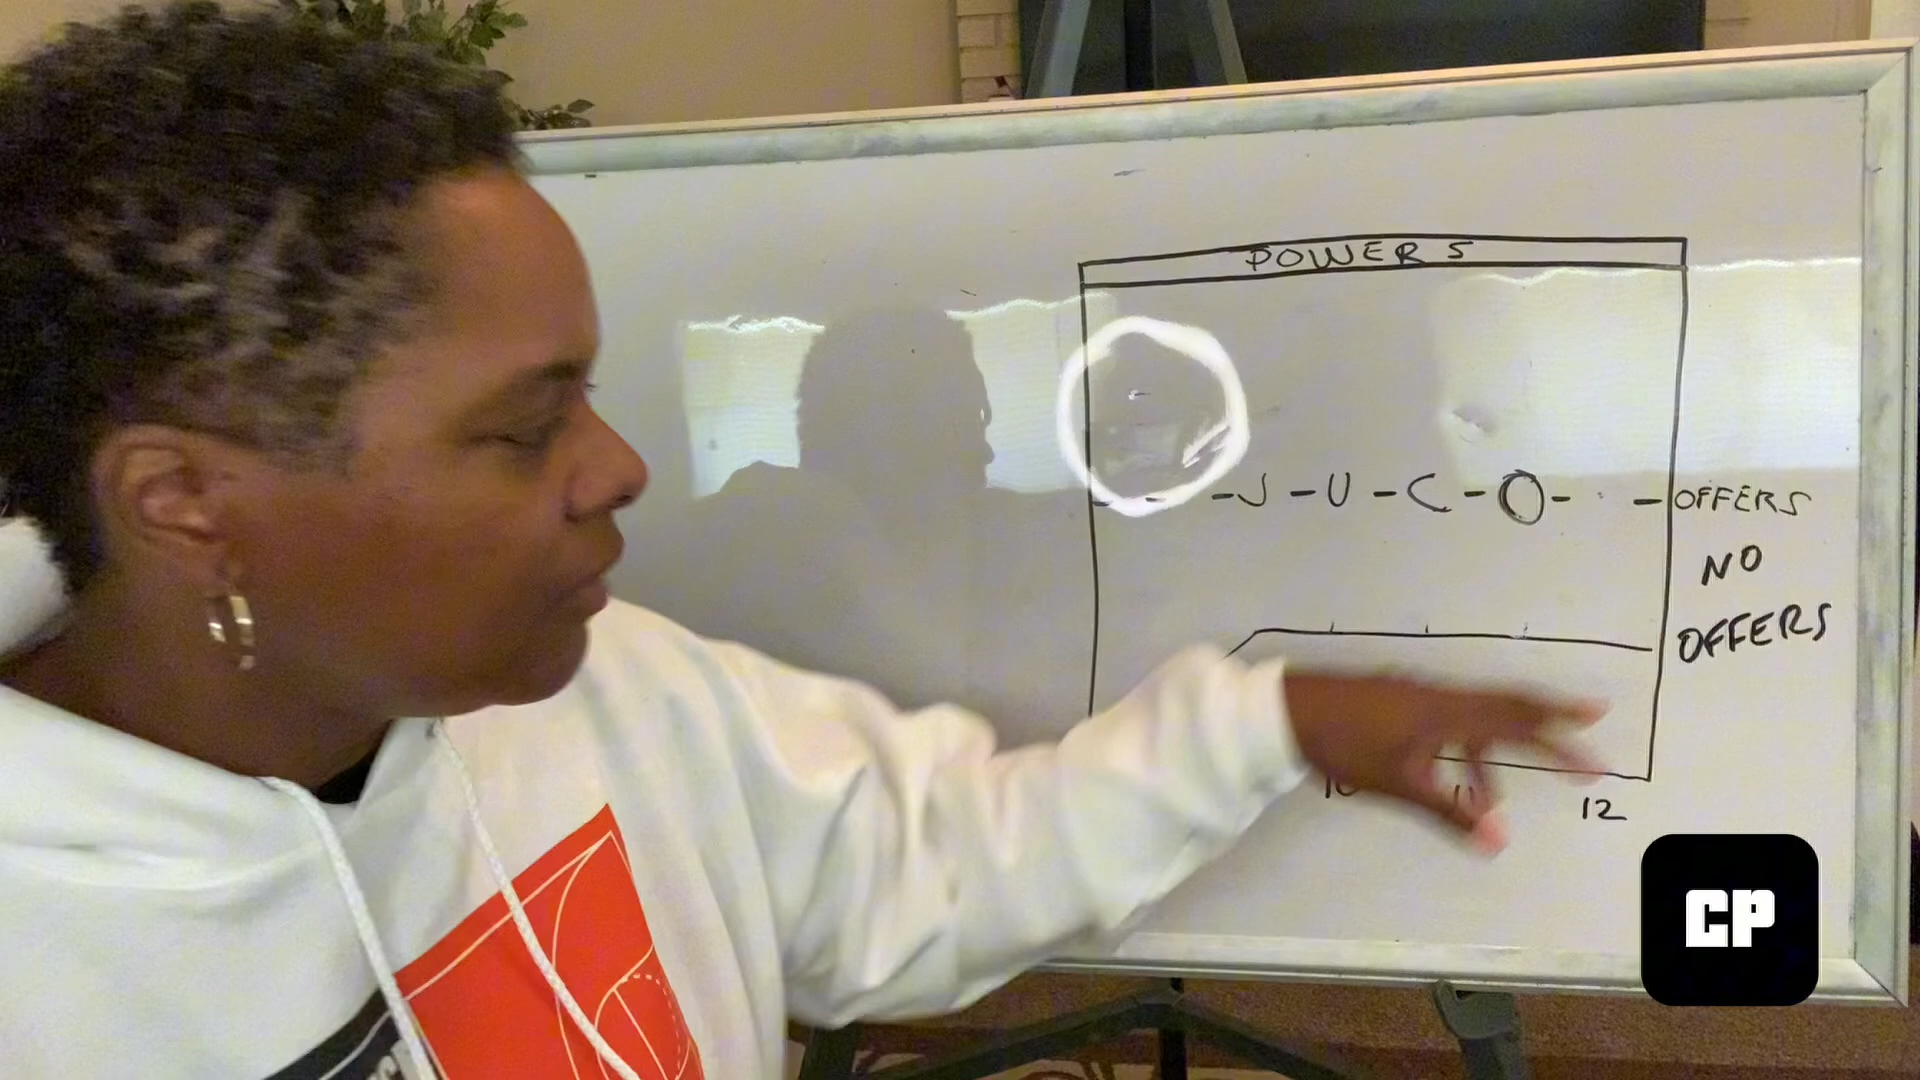 POWER 5
- - -J-U-C-O- - -OFFERS
NO
OFFERS
12
CP